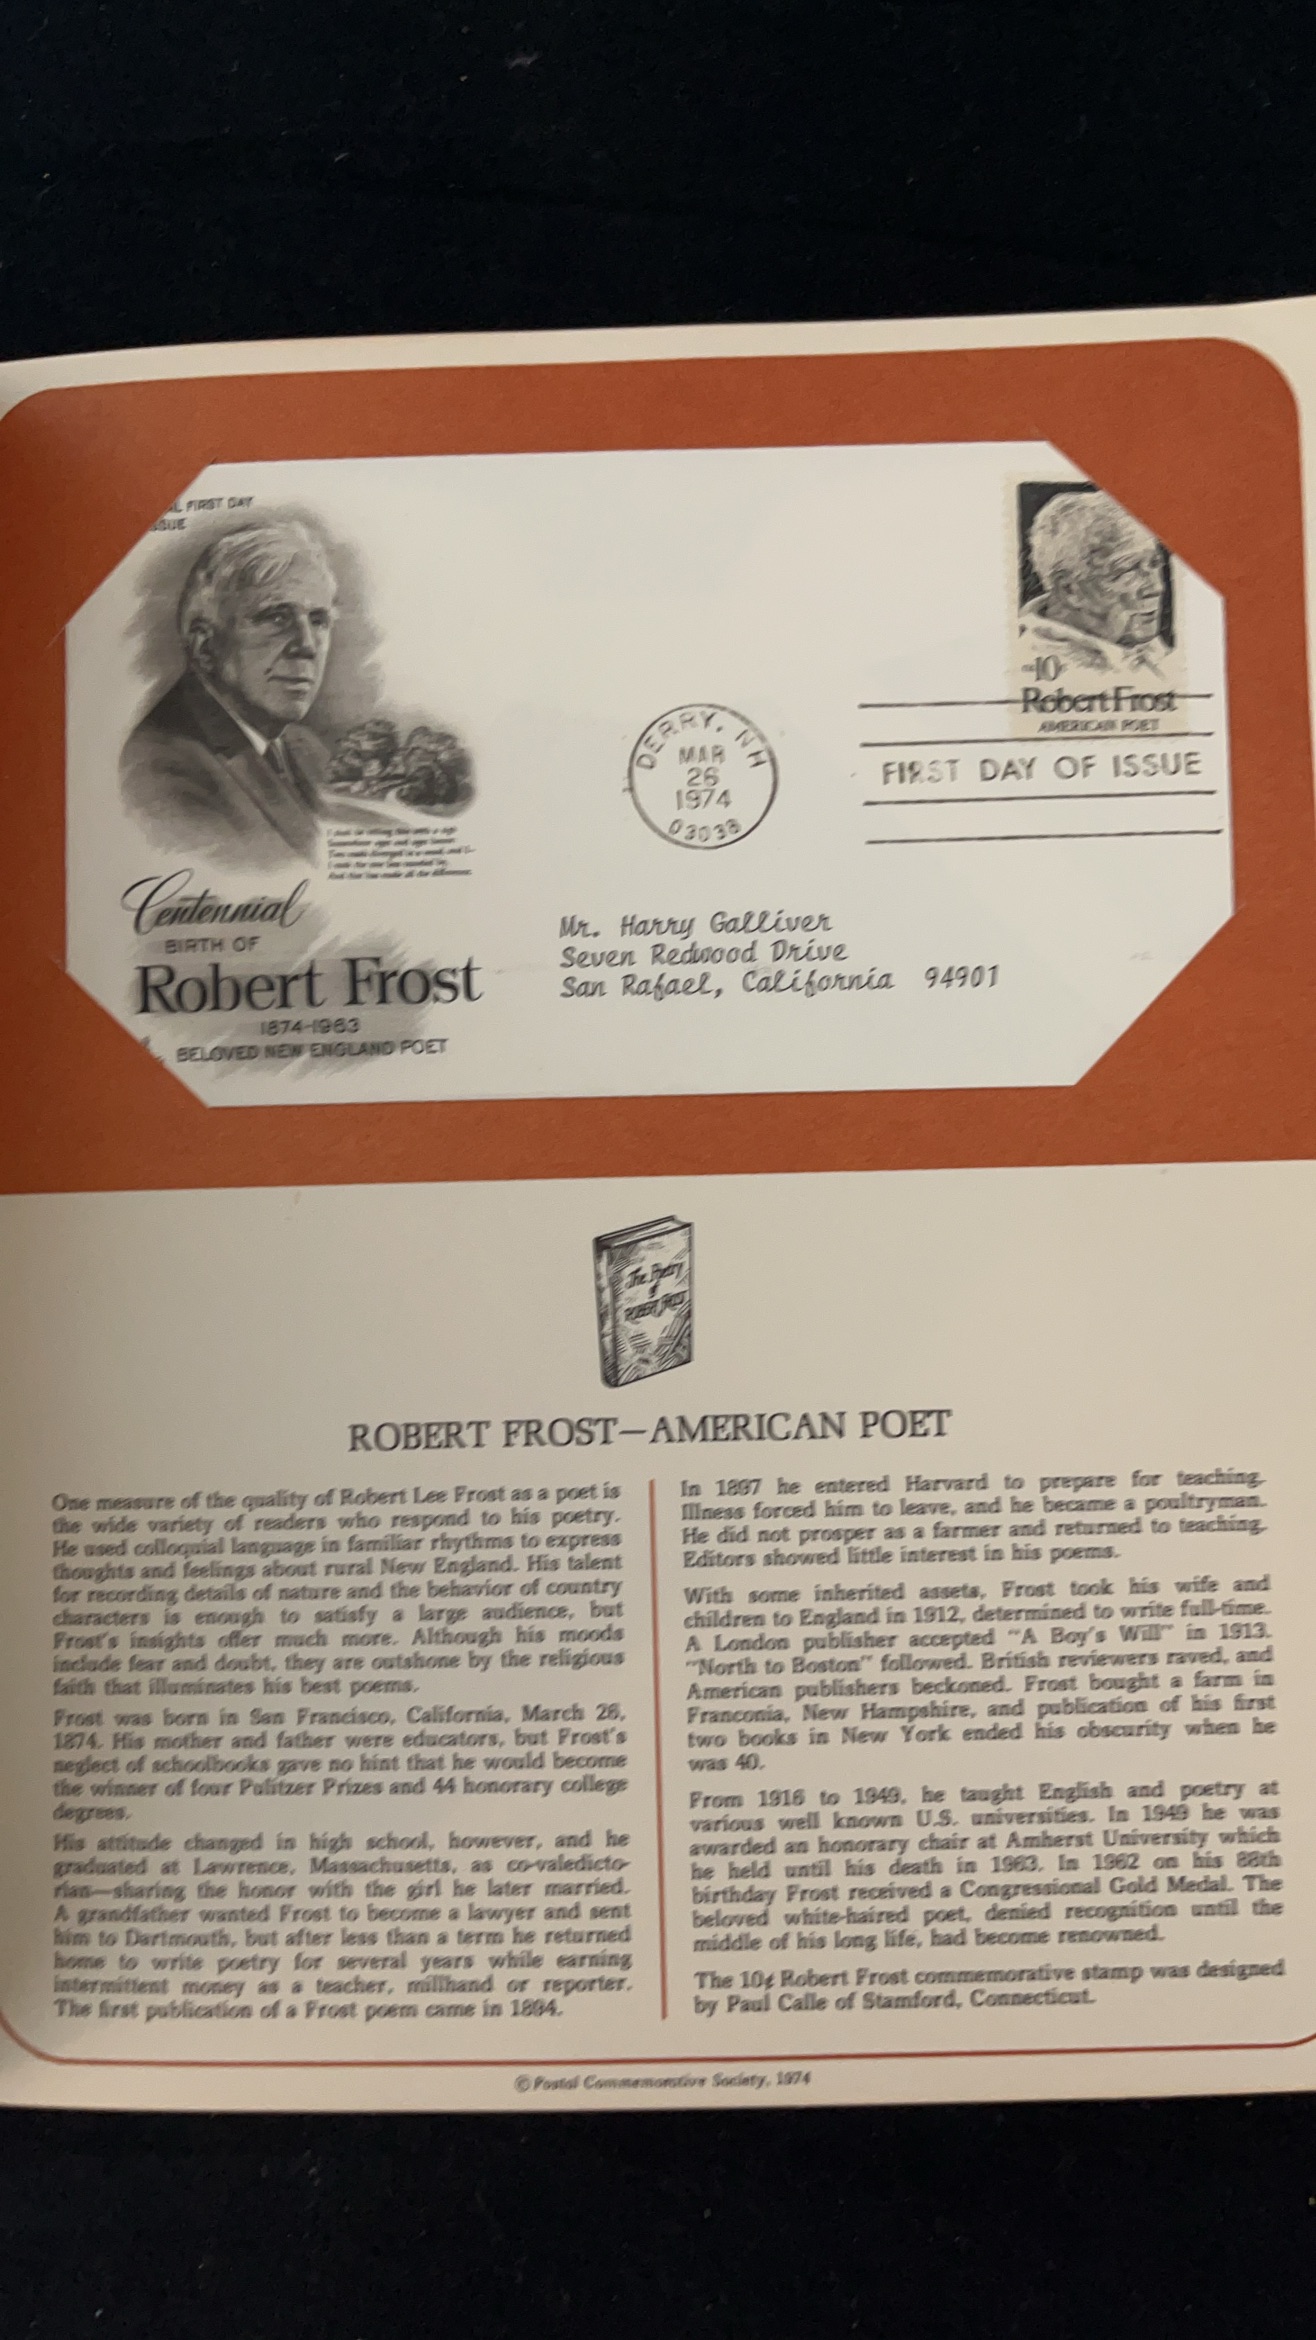 L FIRST DAY
SSUE
10c
Robert Frost
AMERICAN POET
DERRY, NH
MAR
26
1974
03038
FIRST DAY OF ISSUE
Centennial
BIRTH OF
Robert Frost
1874-1963
BELOVED NEW ENGLAND POET
Mr. Harry Galliver
Seven Redwood Drive
San Rafael, California 94901
The Poetry
of
ROBERT FROST
ROBERT FROST—AMERICAN POET
One measure of the quality of Robert Lee Frost as a poet is
the wide variety of readers who respond to his poetry.
He used colloquial language in familiar rhythms to express
thoughts and feelings about rural New England. His talent
for recording details of nature and the behavior of country
characters is enough to satisfy a large audience, but
Frost's insights offer much more. Although his moods
include fear and doubt, they are outshone by the religious
faith that illuminates his best poems.
Frost was born in San Francisco, California, March 26,
1874. His mother and father were educators, but Frost's
neglect of schoolbooks gave no hint that he would become
the winner of four Pulitzer Prizes and 44 honorary college
degrees.
His attitude changed in high school, however, and he
graduated at Lawrence, Massachusetts, as co-valedicto-
rian—sharing the honor with the girl he later married.
A grandfather wanted Frost to become a lawyer and sent
him to Dartmouth, but after less than a term he returned
home to write poetry for several years while earning
intermittent money as a teacher, millhand or reporter.
The first publication of a Frost poem came in 1894.
In 1897 he entered Harvard to prepare for teaching.
Illness forced him to leave, and he became a poultryman.
He did not prosper as a farmer and returned to teaching.
Editors showed little interest in his poems.
With some inherited assets, Frost took his wife and
children to England in 1912, determined to write full-time.
A London publisher accepted "A Boy's Will" in 1913.
"North to Boston" followed. British reviewers raved, and
American publishers beckoned. Frost bought a farm in
Franconia, New Hampshire, and publication of his first
two books in New York ended his obscurity when he
was 40.
From 1916 to 1949, he taught English and poetry at
various well known U.S. universities. In 1949 he was
awarded an honorary chair at Amherst University which
he held until his death in 1963. In 1962 on his 88th
birthday Frost received a Congressional Gold Medal. The
beloved white-haired poet, denied recognition until the
middle of his long life, had become renowned.
The 10¢ Robert Frost commemorative stamp was designed
by Paul Calle of Stamford, Connecticut.
© Postal Commemorative Society, 1974